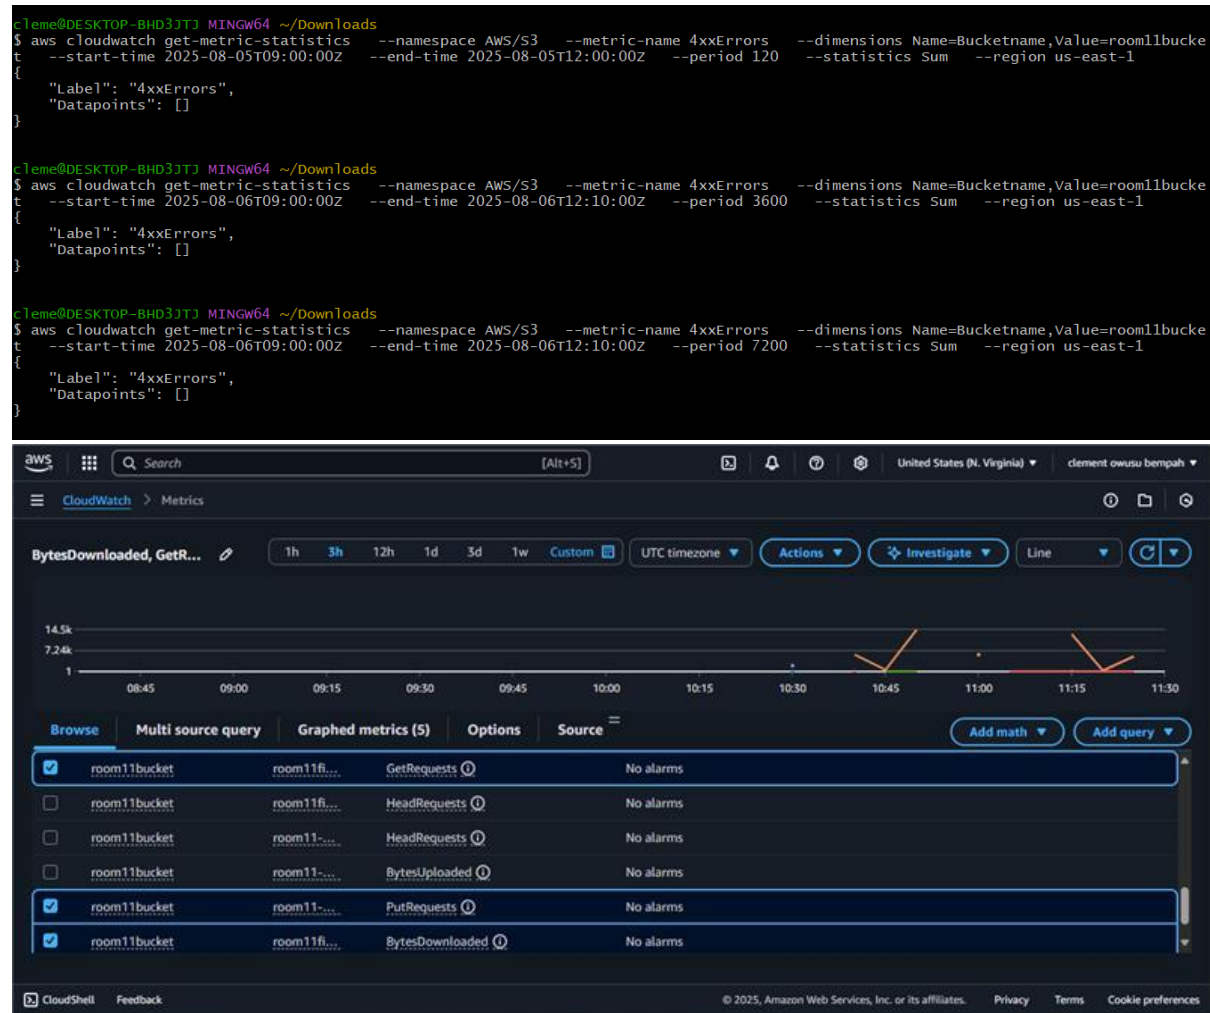 cleme@DESKTOP-BHD3JTJ MINGW64 ~/Downloads
$ aws cloudwatch get-metric-statistics   --namespace AWS/S3   --metric-name 4xxErrors   --dimensions Name=Bucketname,Value=room11bucke
t   --start-time 2025-08-05T09:00:00Z   --end-time 2025-08-05T12:00:00Z   --period 120   --statistics Sum   --region us-east-1
{
    "Label": "4xxErrors",
    "Datapoints": []
}
cleme@DESKTOP-BHD3JTJ MINGW64 ~/Downloads
$ aws cloudwatch get-metric-statistics   --namespace AWS/S3   --metric-name 4xxErrors   --dimensions Name=Bucketname,Value=room11bucke
t   --start-time 2025-08-06T09:00:00Z   --end-time 2025-08-06T12:10:00Z   --period 3600   --statistics Sum   --region us-east-1
{
    "Label": "4xxErrors",
    "Datapoints": []
}
cleme@DESKTOP-BHD3JTJ MINGW64 ~/Downloads
$ aws cloudwatch get-metric-statistics   --namespace AWS/S3   --metric-name 4xxErrors   --dimensions Name=Bucketname,Value=room11bucke
t   --start-time 2025-08-06T09:00:00Z   --end-time 2025-08-06T12:10:00Z   --period 7200   --statistics Sum   --region us-east-1
{
    "Label": "4xxErrors",
    "Datapoints": []
}
aws Search [Alt+S] United States (N. Virginia) clement owusu bempah
CloudWatch > Metrics
BytesDownloaded, GetR... 1h 3h 12h 1d 3d 1w Custom UTC timezone Actions Investigate Line
14.5k
7.24k
1
08:45 09:00 09:15 09:30 09:45 10:00 10:15 10:30 10:45 11:00 11:15 11:30
Browse Multi source query Graphed metrics (5) Options Source Add math Add query
room11bucket room11fi... GetRequests No alarms
room11bucket room11fi... HeadRequests No alarms
room11bucket room11-... HeadRequests No alarms
room11bucket room11-... BytesUploaded No alarms
room11bucket room11-... PutRequests No alarms
room11bucket room11fi... BytesDownloaded No alarms
CloudShell Feedback © 2025, Amazon Web Services, Inc. or its affiliates. Privacy Terms Cookie preferences